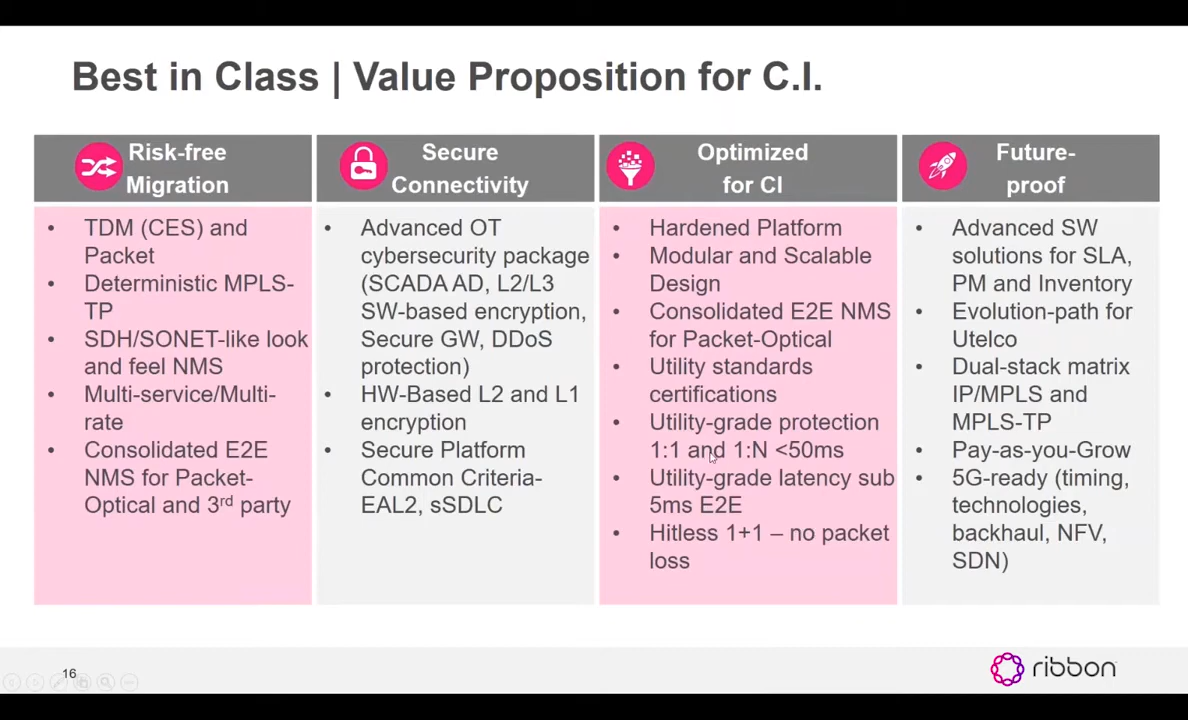 Best in Class | Value Proposition for C.I.
Risk-free
Migration
TDM (CES) and
Packet
Deterministic MPLS-
TP
SDH/SONET-like look
and feel NMS
Multi-service/Multi-
rate
Consolidated E2E
NMS for Packet-
Optical and 3rd party
Secure
Connectivity
Advanced OT
cybersecurity package
(SCADA AD, L2/L3
SW-based encryption,
Secure GW, DDoS
protection)
HW-Based L2 and L1
encryption
Secure Platform
Common Criteria-
EAL2, sSDLC
Optimized
for CI
Hardened Platform
Modular and Scalable
Design
Consolidated E2E NMS
for Packet-Optical
Utility standards
certifications
Utility-grade protection
1:1 and 1:N <50ms
Utility-grade latency sub
5ms E2E
Hitless 1+1 – no packet
loss
Future-
proof
Advanced SW
solutions for SLA,
PM and Inventory
Evolution-path for
Utelco
Dual-stack matrix
IP/MPLS and
MPLS-TP
Pay-as-you-Grow
5G-ready (timing,
technologies,
backhaul, NFV,
SDN)
16
ribbon